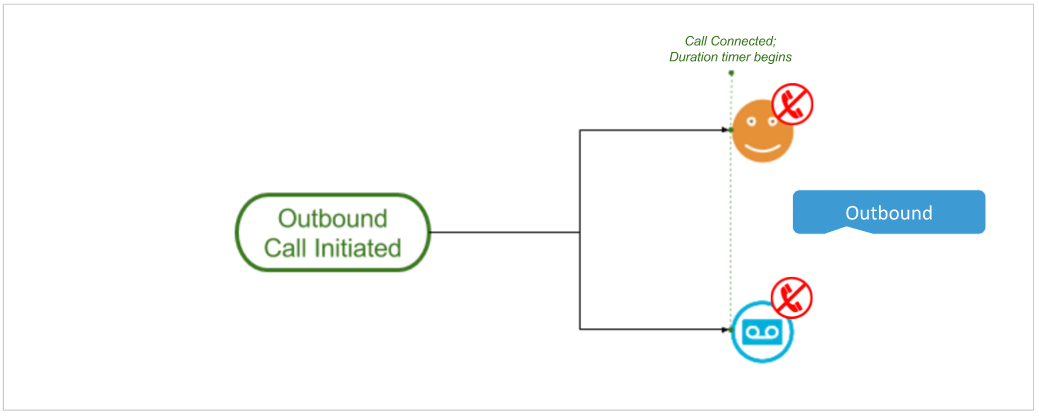 Call Connected;
Duration timer begins
Outbound
Call Initiated
Outbound